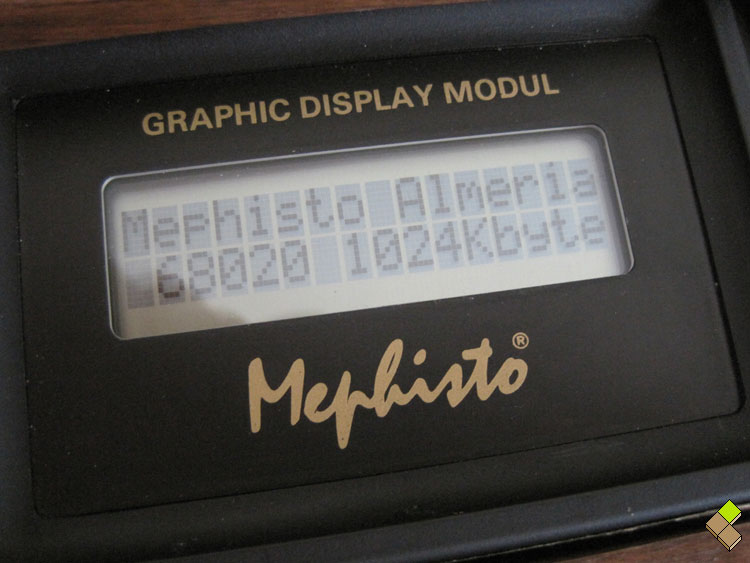 GRAPHIC DISPLAY MODUL
Mephisto Almeria
68020 1024Kbyte
Mephisto®